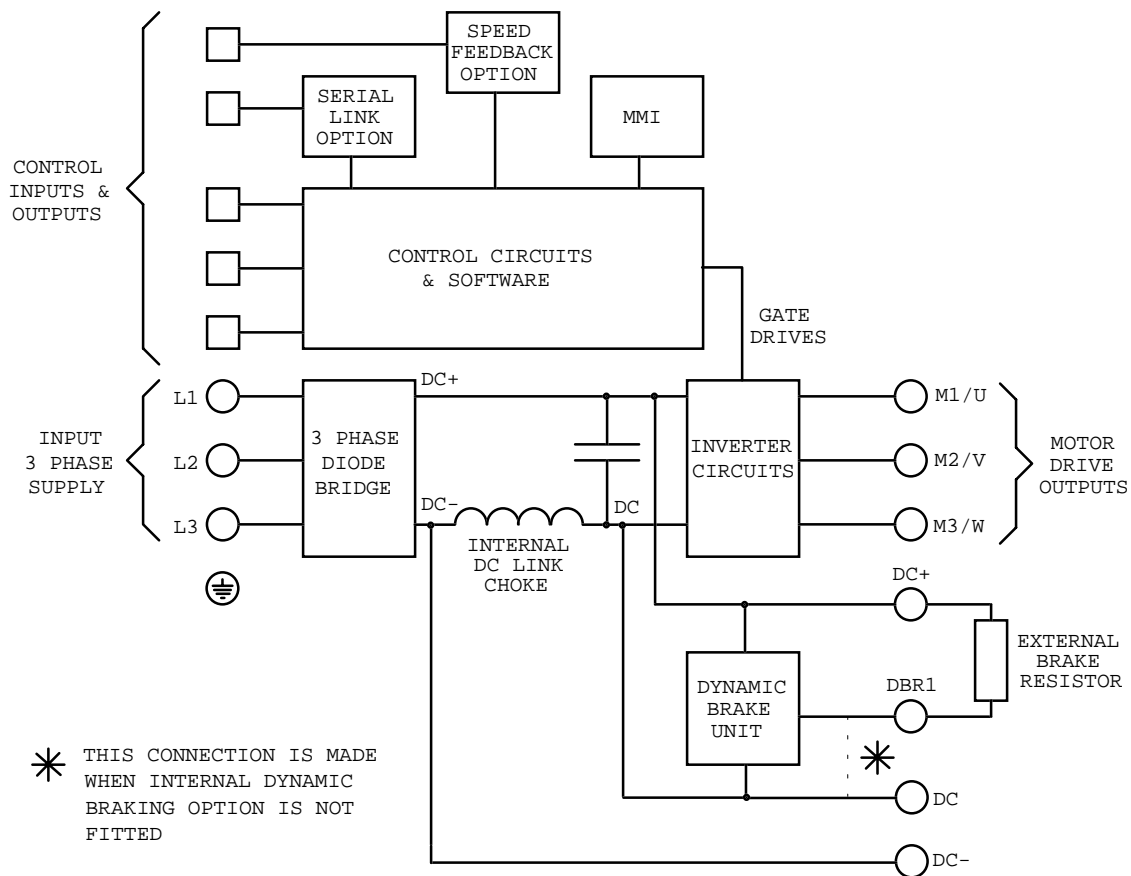 SPEED
FEEDBACK
OPTION
SERIAL
LINK
OPTION
MMI
CONTROL
INPUTS &
OUTPUTS
CONTROL CIRCUITS
& SOFTWARE
GATE
DRIVES
INPUT
3 PHASE
SUPPLY
L1
L2
L3
3 PHASE
DIODE
BRIDGE
DC+
DC-
INTERNAL
DC LINK
CHOKE
DC
INVERTER
CIRCUITS
M1/U
M2/V
M3/W
MOTOR
DRIVE
OUTPUTS
DC+
DYNAMIC
BRAKE
UNIT
DBR1
EXTERNAL
BRAKE
RESISTOR
DC
DC-
THIS CONNECTION IS MADE
WHEN INTERNAL DYNAMIC
BRAKING OPTION IS NOT
FITTED